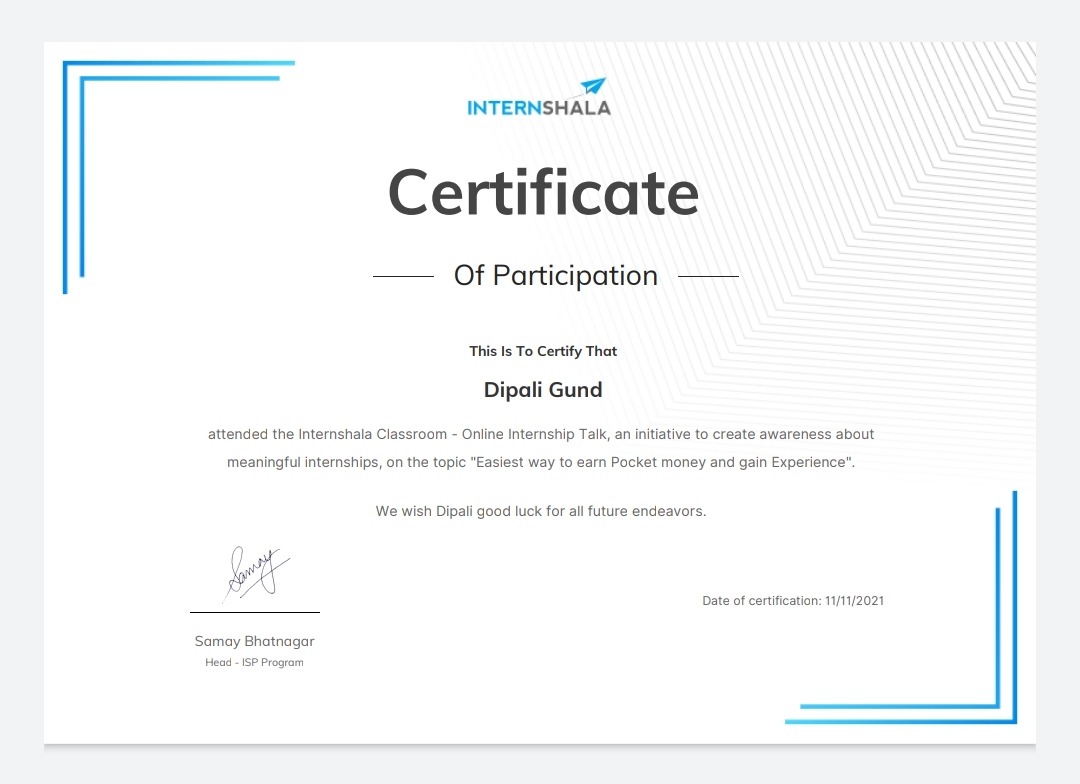 INTERNSHALA
Certificate
Of Participation
This Is To Certify That
Dipali Gund
attended the Internshala Classroom - Online Internship Talk, an initiative to create awareness about
meaningful internships, on the topic "Easiest way to earn Pocket money and gain Experience".
We wish Dipali good luck for all future endeavors.
Samay
Date of certification: 11/11/2021
Samay Bhatnagar
Head - ISP Program